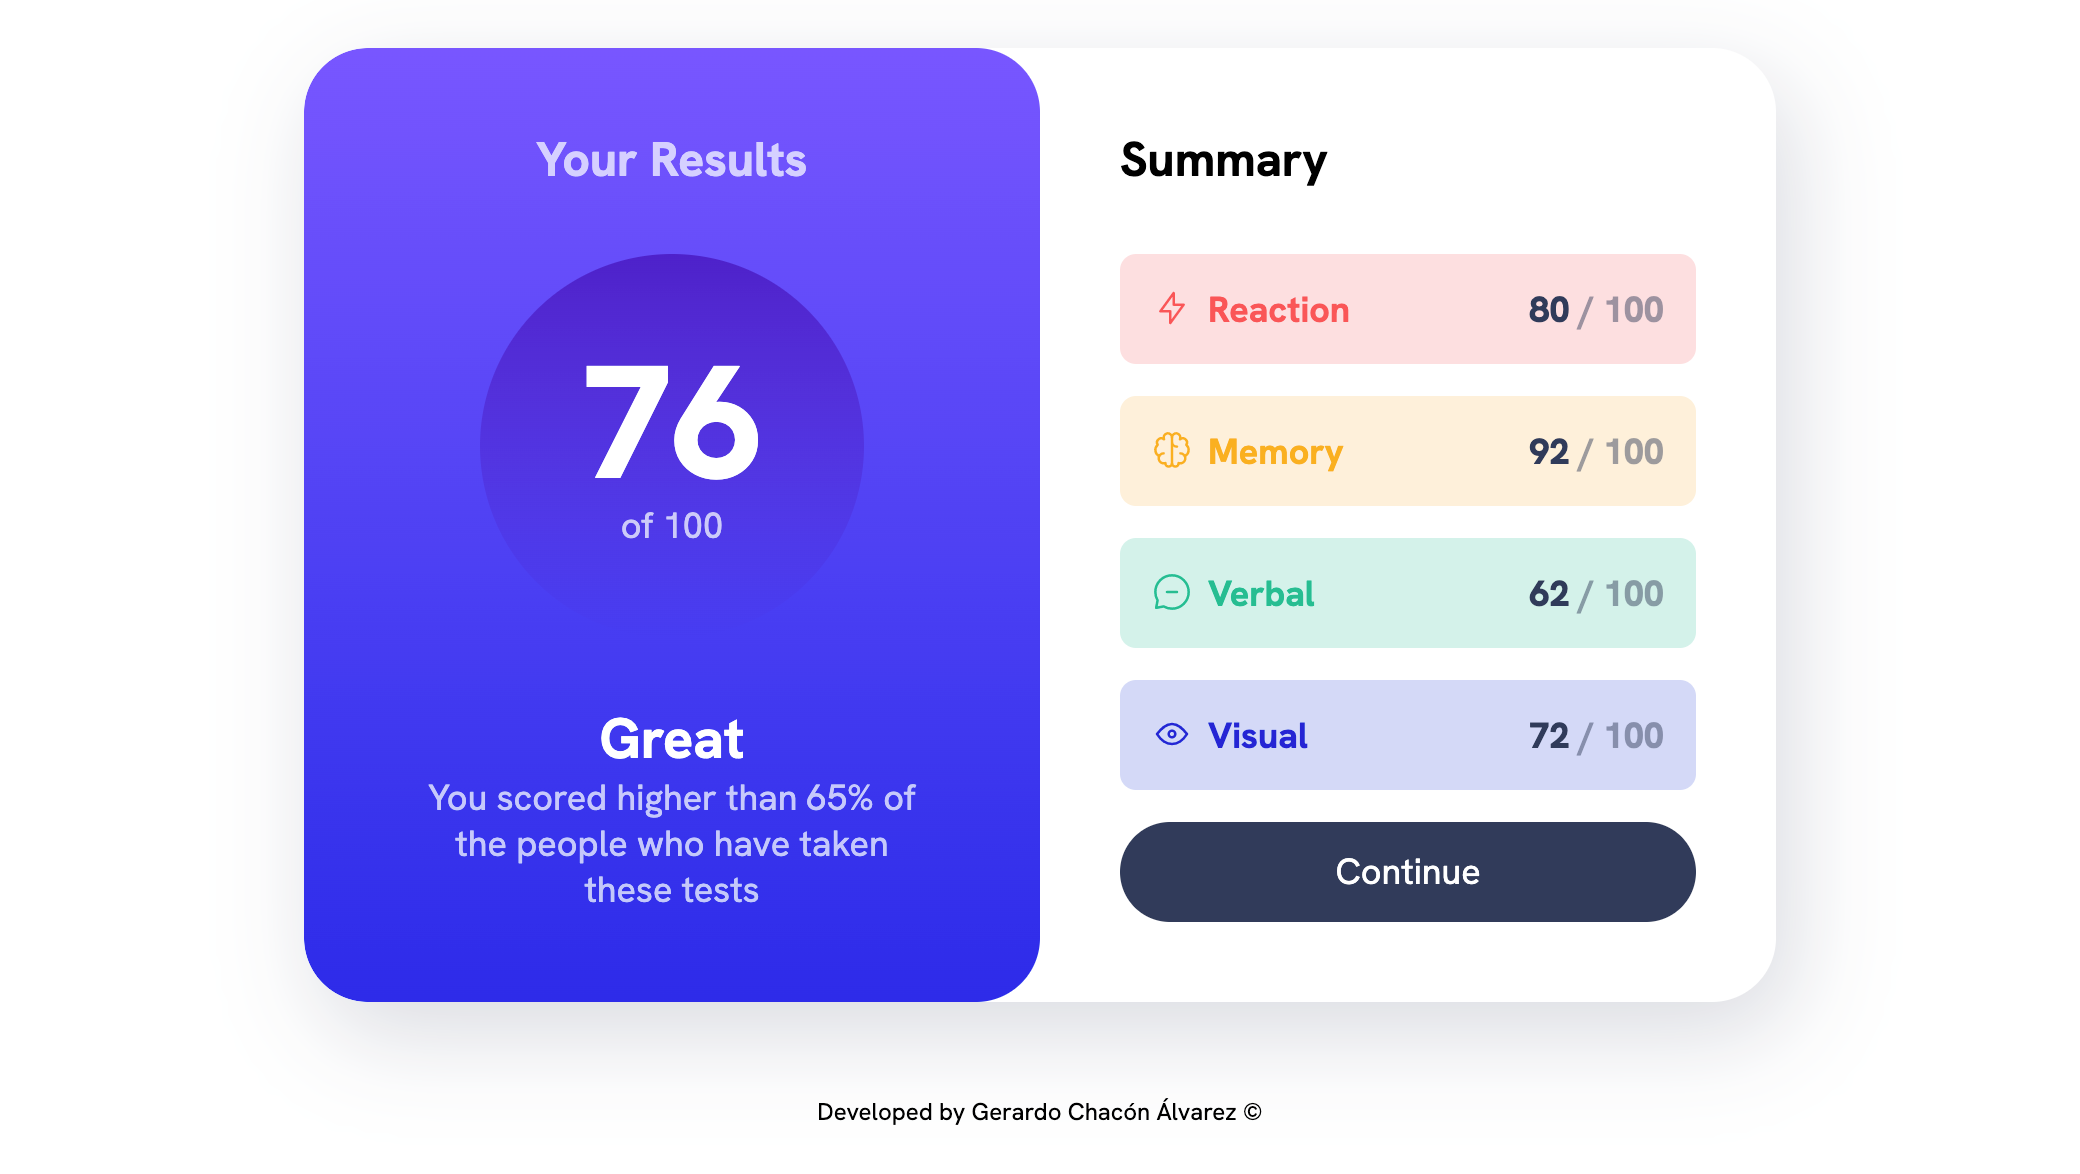 Your Results
76
of 100
Great
You scored higher than 65% of
the people who have taken
these tests
Summary
Reaction 80 / 100
Memory 92 / 100
Verbal 62 / 100
Visual 72 / 100
Continue
Developed by Gerardo Chacón Álvarez ©